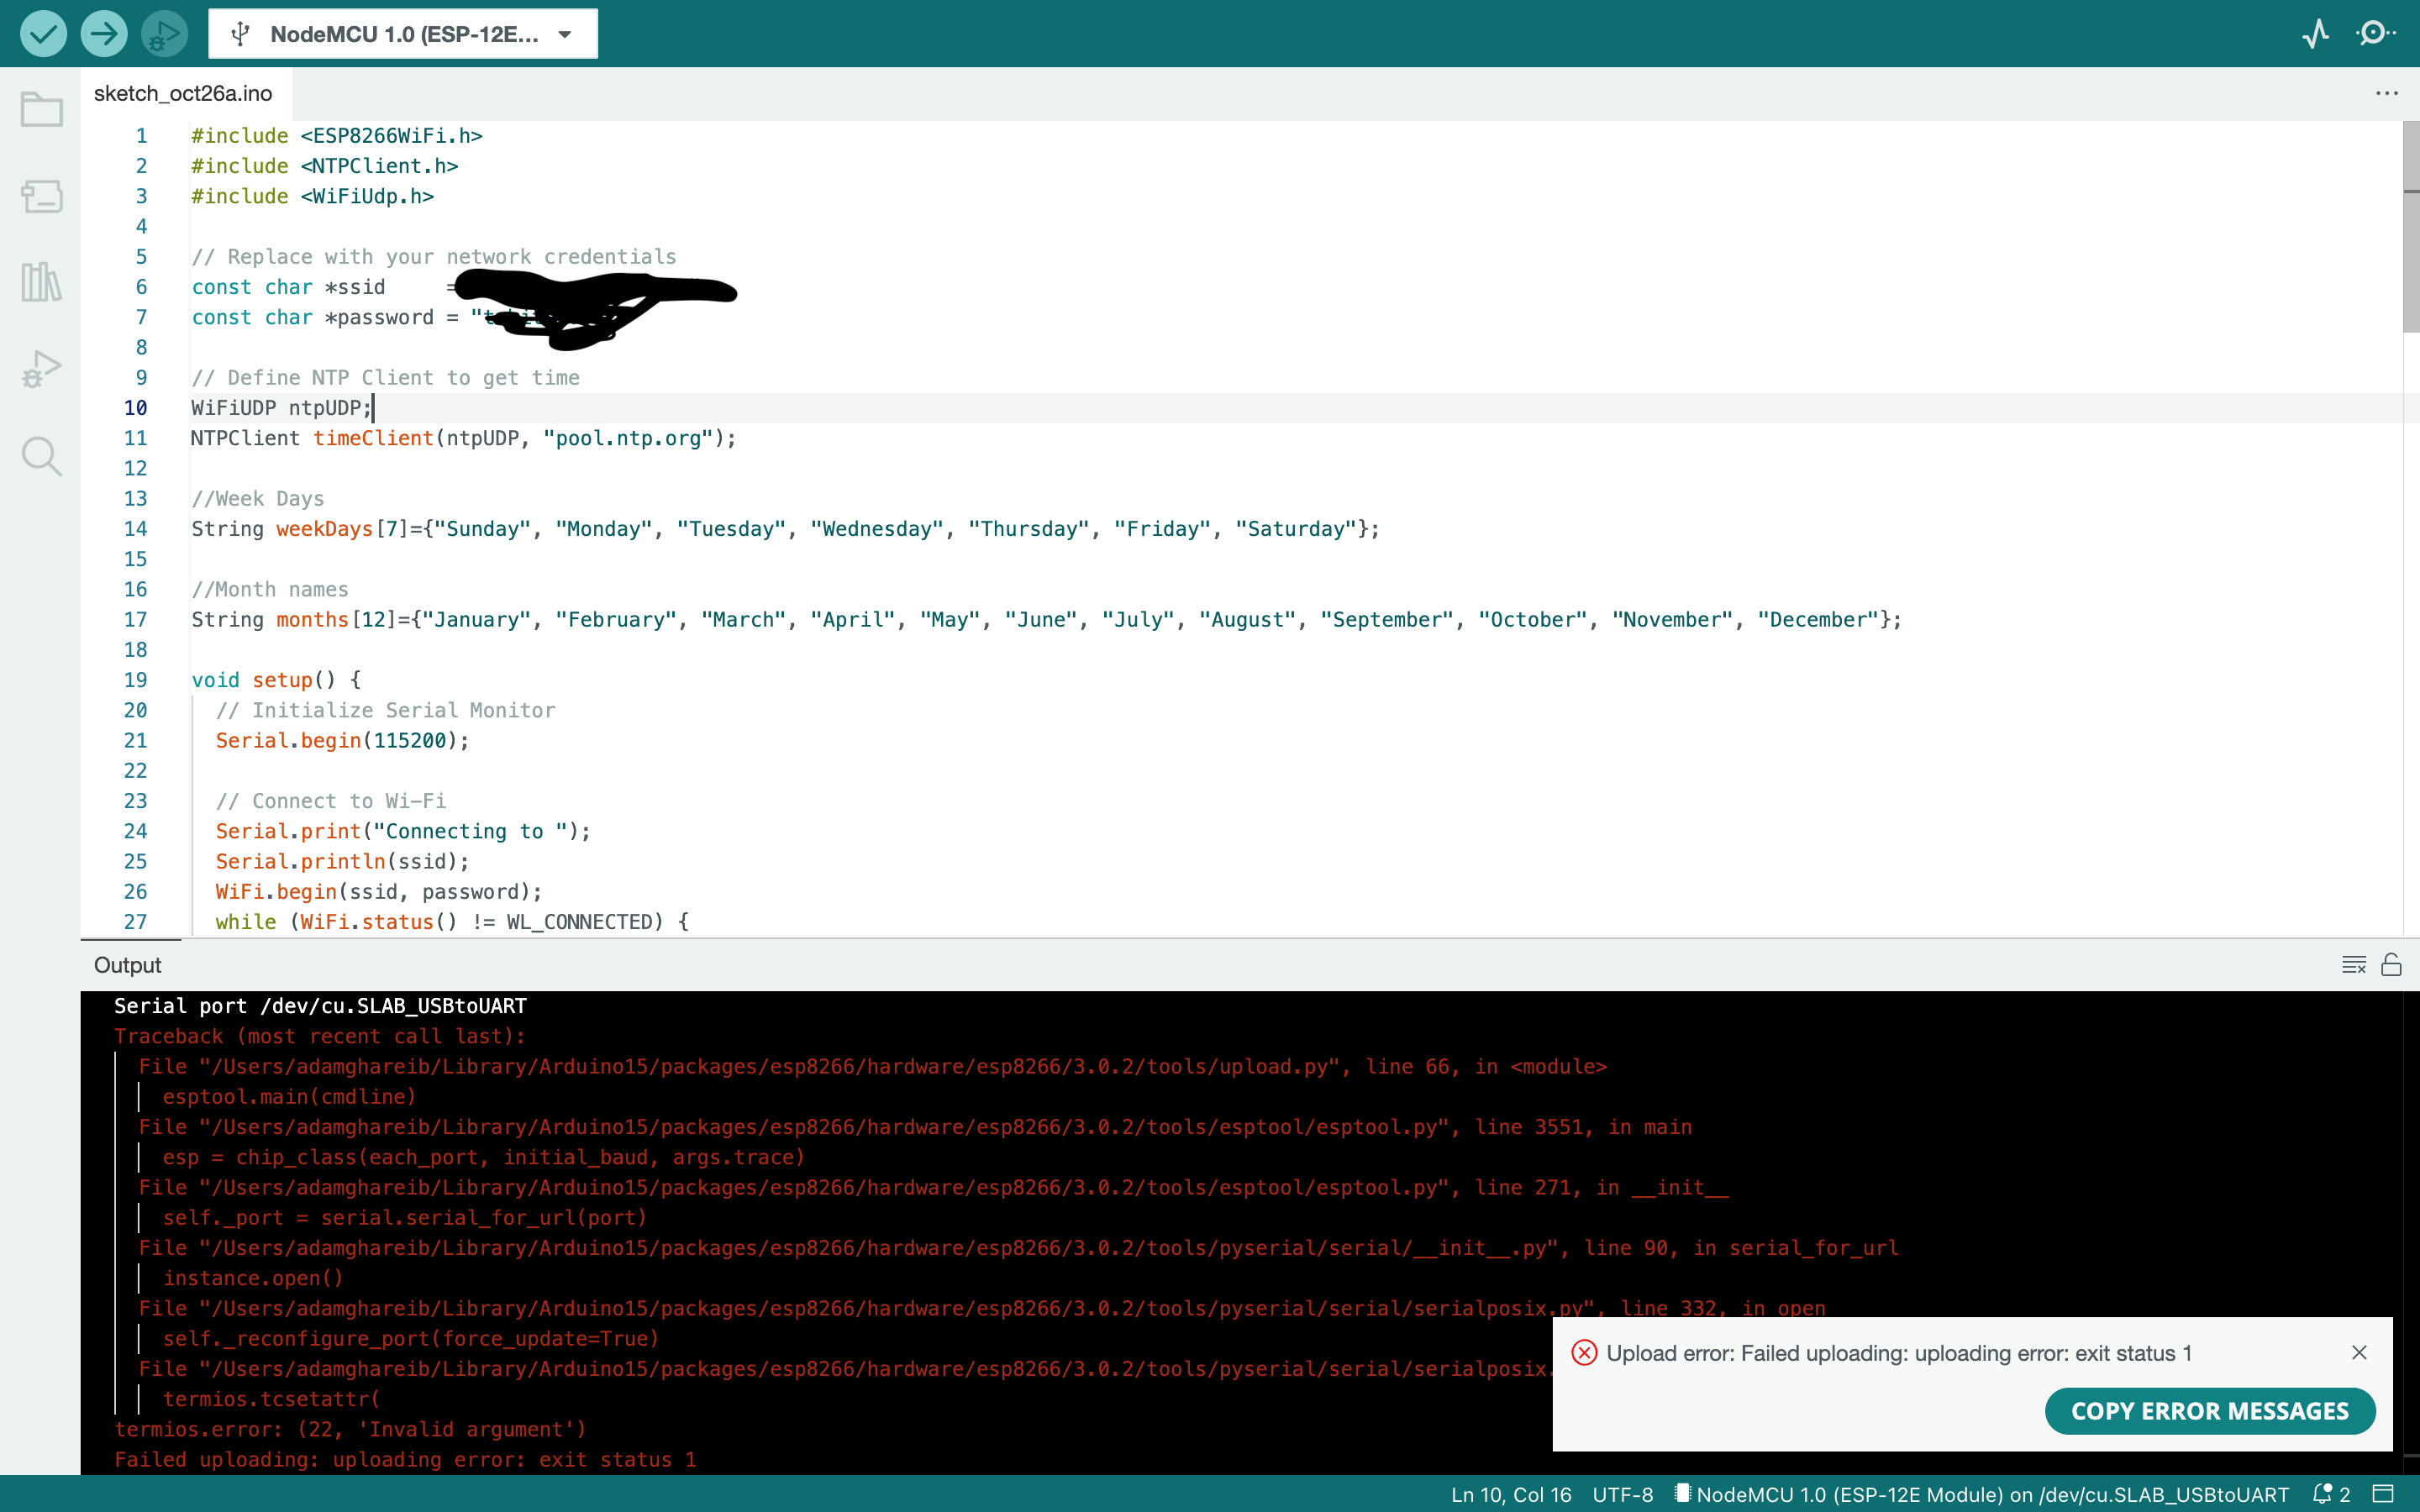 NodeMCU 1.0 (ESP-12E...
sketch_oct26a.ino
1 #include <ESP8266WiFi.h>
2 #include <NTPClient.h>
3 #include <WiFiUdp.h>
4
5 // Replace with your network credentials
6 const char *ssid =
7 const char *password = "
8
9 // Define NTP Client to get time
10 WiFiUDP ntpUDP;
11 NTPClient timeClient(ntpUDP, "pool.ntp.org");
12
13 //Week Days
14 String weekDays[7]={"Sunday", "Monday", "Tuesday", "Wednesday", "Thursday", "Friday", "Saturday"};
15
16 //Month names
17 String months[12]={"January", "February", "March", "April", "May", "June", "July", "August", "September", "October", "November", "December"};
18
19 void setup() {
20 // Initialize Serial Monitor
21 Serial.begin(115200);
22
23 // Connect to Wi-Fi
24 Serial.print("Connecting to ");
25 Serial.println(ssid);
26 WiFi.begin(ssid, password);
27 while (WiFi.status() != WL_CONNECTED) {
Output
Serial port /dev/cu.SLAB_USBtoUART
Traceback (most recent call last):
File "/Users/adamghareib/Library/Arduino15/packages/esp8266/hardware/esp8266/3.0.2/tools/upload.py", line 66, in <module>
esptool.main(cmdline)
File "/Users/adamghareib/Library/Arduino15/packages/esp8266/hardware/esp8266/3.0.2/tools/esptool/esptool.py", line 3551, in main
esp = chip_class(each_port, initial_baud, args.trace)
File "/Users/adamghareib/Library/Arduino15/packages/esp8266/hardware/esp8266/3.0.2/tools/esptool/esptool.py", line 271, in __init__
self._port = serial.serial_for_url(port)
File "/Users/adamghareib/Library/Arduino15/packages/esp8266/hardware/esp8266/3.0.2/tools/pyserial/serial/__init__.py", line 90, in serial_for_url
instance.open()
File "/Users/adamghareib/Library/Arduino15/packages/esp8266/hardware/esp8266/3.0.2/tools/pyserial/serial/serialposix.py", line 332, in open
self._reconfigure_port(force_update=True)
File "/Users/adamghareib/Library/Arduino15/packages/esp8266/hardware/esp8266/3.0.2/tools/pyserial/serial/serialposix.
termios.tcsetattr(
termios.error: (22, 'Invalid argument')
Failed uploading: uploading error: exit status 1
Upload error: Failed uploading: uploading error: exit status 1
COPY ERROR MESSAGES
Ln 10, Col 16 UTF-8 NodeMCU 1.0 (ESP-12E Module) on /dev/cu.SLAB_USBtoUART 2